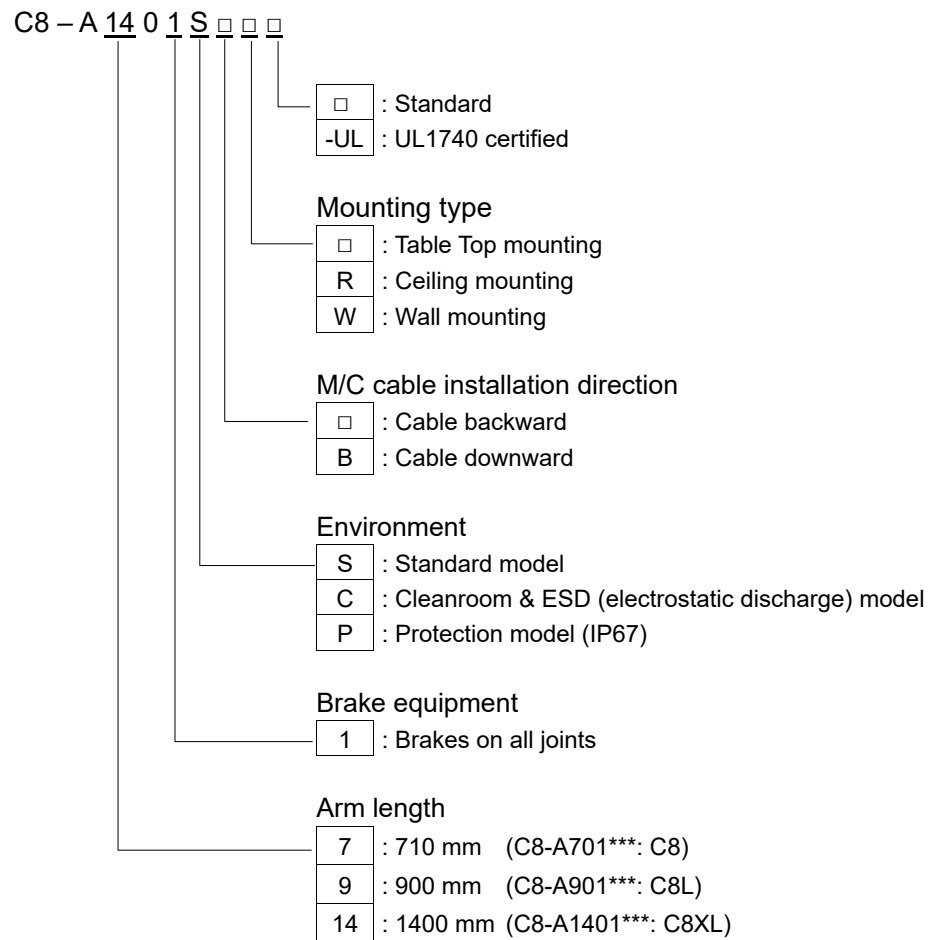 C8 – A 14 0 1 S □ □ □
□ : Standard
-UL : UL1740 certified
Mounting type
□ : Table Top mounting
R : Ceiling mounting
W : Wall mounting
M/C cable installation direction
□ : Cable backward
B : Cable downward
Environment
S : Standard model
C : Cleanroom & ESD (electrostatic discharge) model
P : Protection model (IP67)
Brake equipment
1 : Brakes on all joints
Arm length
7 : 710 mm (C8-A701***: C8)
9 : 900 mm (C8-A901***: C8L)
14 : 1400 mm (C8-A1401***: C8XL)